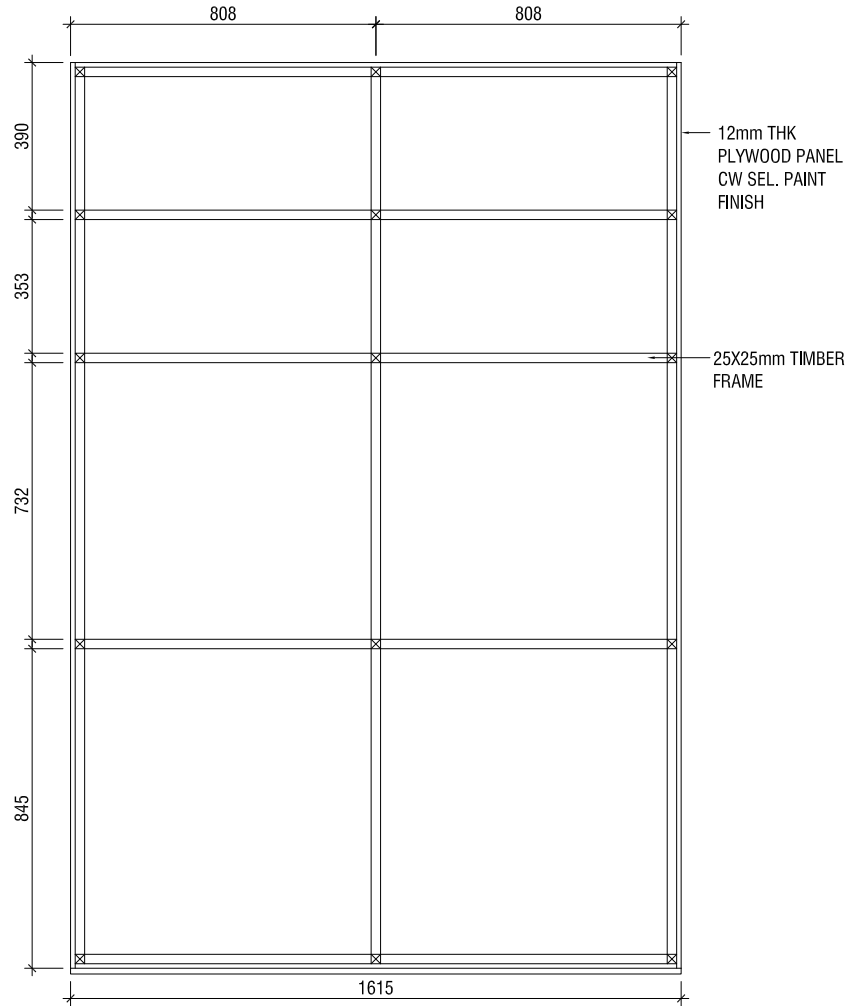 808
808
390
12mm THK
PLYWOOD PANEL
CW SEL. PAINT
FINISH
353
25X25mm TIMBER
FRAME
732
845
1615